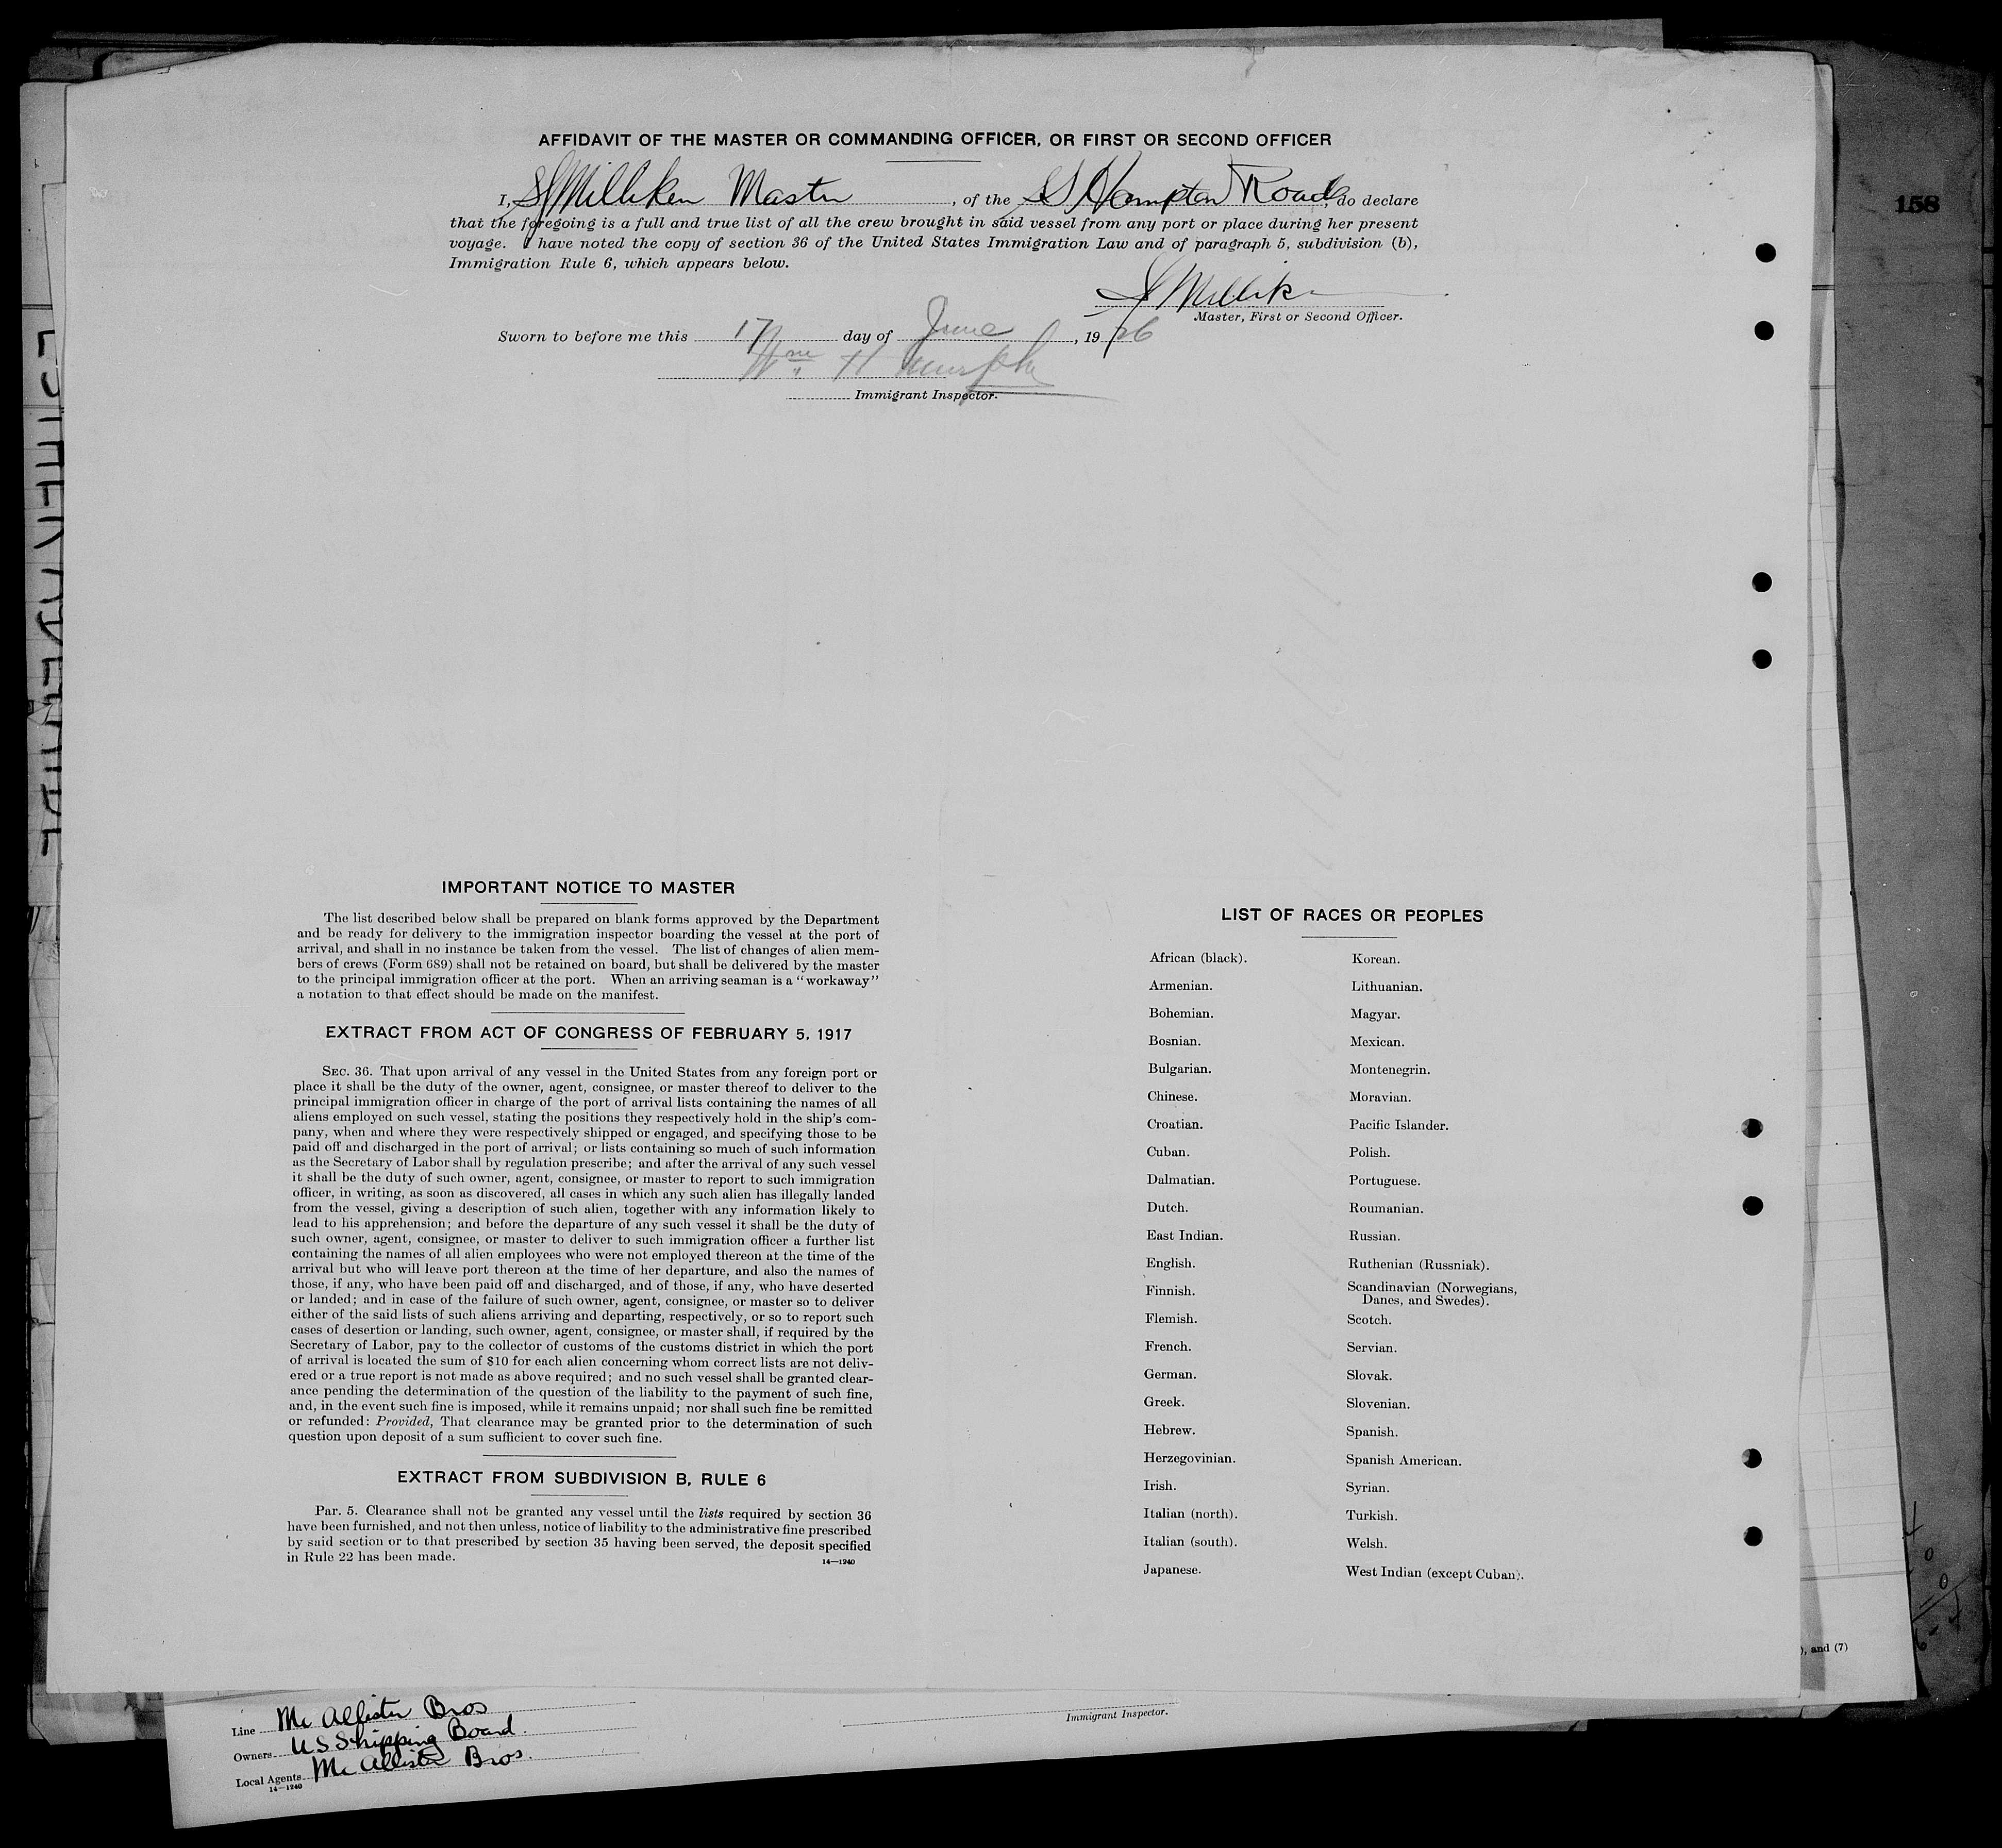 AFFIDAVIT OF THE MASTER OR COMMANDING OFFICER, OR FIRST OR SECOND OFFICER
I, Milliken Master, of the SS Hampton Roads, do declare
that the foregoing is a full and true list of all the crew brought in said vessel from any port or place during her present
voyage. I have noted the copy of section 36 of the United States Immigration Law and of paragraph 5, subdivision (b),
Immigration Rule 6, which appears below.
Milliken
Master, First or Second Officer.
Sworn to before me this 17 day of June, 1926
Wm H Murphy
Immigrant Inspector.
158
IMPORTANT NOTICE TO MASTER
The list described below shall be prepared on blank forms approved by the Department
and be ready for delivery to the immigration inspector boarding the vessel at the port of
arrival, and shall in no instance be taken from the vessel. The list of changes of alien mem-
bers of crews (Form 689) shall not be retained on board, but shall be delivered by the master
to the principal immigration officer at the port. When an arriving seaman is a "workaway"
a notation to that effect should be made on the manifest.
EXTRACT FROM ACT OF CONGRESS OF FEBRUARY 5, 1917
SEC. 36. That upon arrival of any vessel in the United States from any foreign port or
place it shall be the duty of the owner, agent, consignee, or master thereof to deliver to the
principal immigration officer in charge of the port of arrival lists containing the names of all
aliens employed on such vessel, stating the positions they respectively hold in the ship's com-
pany, when and where they were respectively shipped or engaged, and specifying those to be
paid off and discharged in the port of arrival; or lists containing so much of such information
as the Secretary of Labor shall by regulation prescribe; and after the arrival of any such vessel
it shall be the duty of such owner, agent, consignee, or master to report to such immigration
officer, in writing, as soon as discovered, all cases in which any such alien has illegally landed
from the vessel, giving a description of such alien, together with any information likely to
lead to his apprehension; and before the departure of any such vessel it shall be the duty of
such owner, agent, consignee, or master to deliver to such immigration officer a further list
containing the names of all alien employees who were not employed thereon at the time of the
arrival but who will leave port thereon at the time of her departure, and also the names of
those, if any, who have been paid off and discharged, and of those, if any, who have deserted
or landed; and in case of the failure of such owner, agent, consignee, or master so to deliver
either of the said lists of such aliens arriving and departing, respectively, or so to report such
cases of desertion or landing, such owner, agent, consignee, or master shall, if required by the
Secretary of Labor, pay to the collector of customs of the customs district in which the port
of arrival is located the sum of $10 for each alien concerning whom correct lists are not deliv-
ered or a true report is not made as above required; and no such vessel shall be granted clear-
ance pending the determination of the question of the liability to the payment of such fine,
and, in the event such fine is imposed, while it remains unpaid; nor shall such fine be remitted
or refunded: Provided, That clearance may be granted prior to the determination of such
question upon deposit of a sum sufficient to cover such fine.
EXTRACT FROM SUBDIVISION B, RULE 6
Par. 5. Clearance shall not be granted any vessel until the lists required by section 36
have been furnished, and not then unless, notice of liability to the administrative fine prescribed
by said section or to that prescribed by section 35 having been served, the deposit specified
in Rule 22 has been made.
14—1240
LIST OF RACES OR PEOPLES
African (black).
Armenian.
Bohemian.
Bosnian.
Bulgarian.
Chinese.
Croatian.
Cuban.
Dalmatian.
Dutch.
East Indian.
English.
Finnish.
Flemish.
French.
German.
Greek.
Hebrew.
Herzegovinian.
Irish.
Italian (north).
Italian (south).
Japanese.
Korean.
Lithuanian.
Magyar.
Mexican.
Montenegrin.
Moravian.
Pacific Islander.
Polish.
Portuguese.
Roumanian.
Russian.
Ruthenian (Russniak).
Scandinavian (Norwegians,
Danes, and Swedes).
Scotch.
Servian.
Slovak.
Slovenian.
Spanish.
Spanish American.
Syrian.
Turkish.
Welsh.
West Indian (except Cuban).
), and (7)
Line Mc Allister Bros
Owners U S Shipping Board.
Local Agents Mc Allister Bros.
14—1240
Immigrant Inspector.